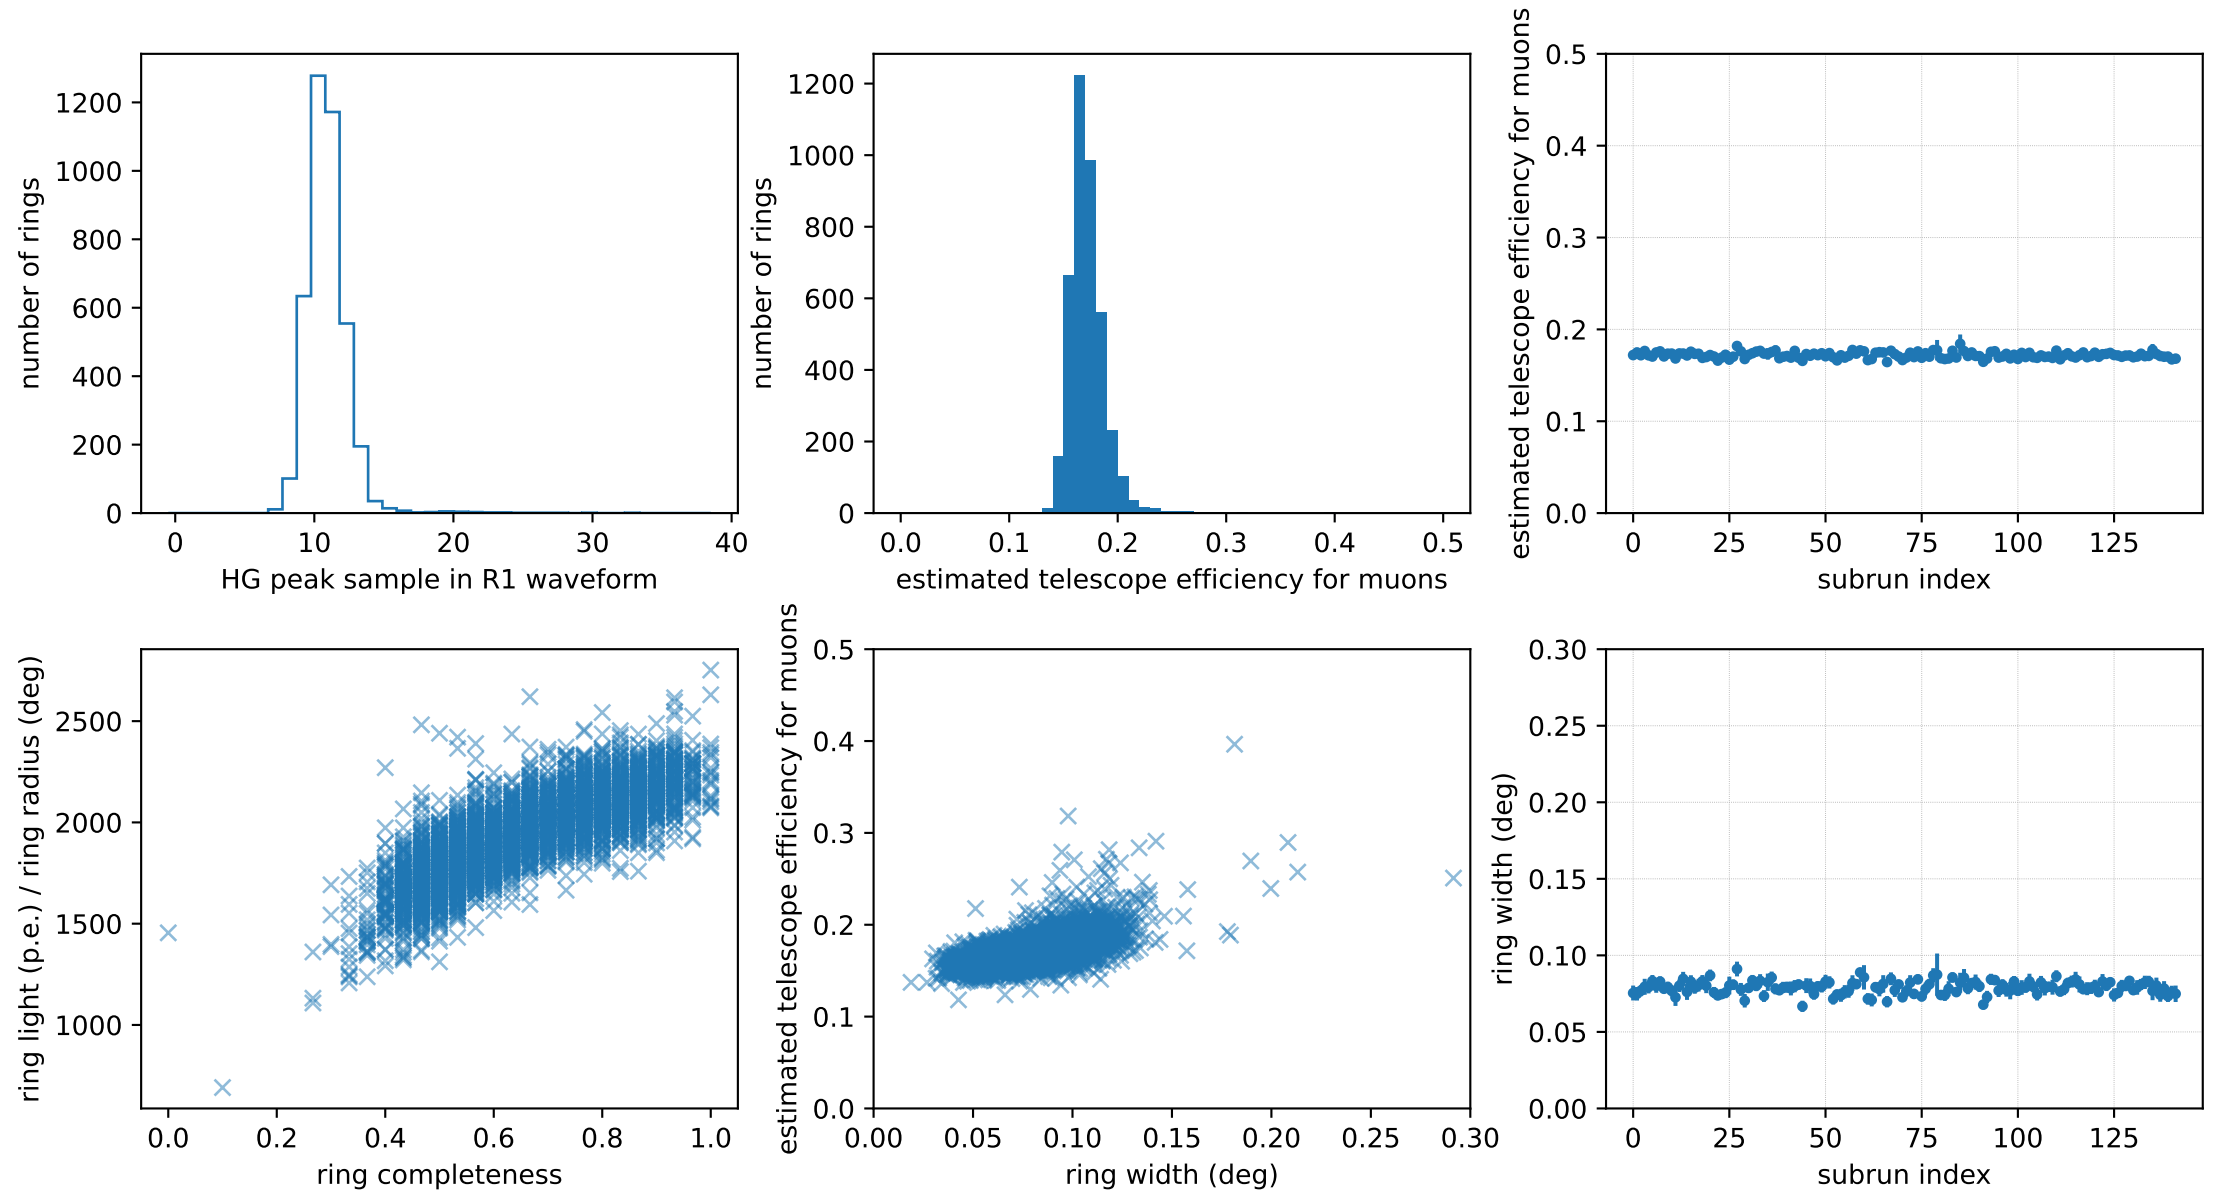 number of rings
1200
1000
800
600
400
200
0
0 10 20 30 40
HG peak sample in R1 waveform
number of rings
1200
1000
800
600
400
200
0
0.0 0.1 0.2 0.3 0.4 0.5
estimated telescope efficiency for muons
estimated telescope efficiency for muons
0.5
0.4
0.3
0.2
0.1
0.0
0 25 50 75 100 125
subrun index
ring light (p.e.) / ring radius (deg)
2500
2000
1500
1000
0.0 0.2 0.4 0.6 0.8 1.0
ring completeness
estimated telescope efficiency for muons
0.5
0.4
0.3
0.2
0.1
0.0
0.00 0.05 0.10 0.15 0.20 0.25 0.30
ring width (deg)
ring width (deg)
0.30
0.25
0.20
0.15
0.10
0.05
0.00
0 25 50 75 100 125
subrun index